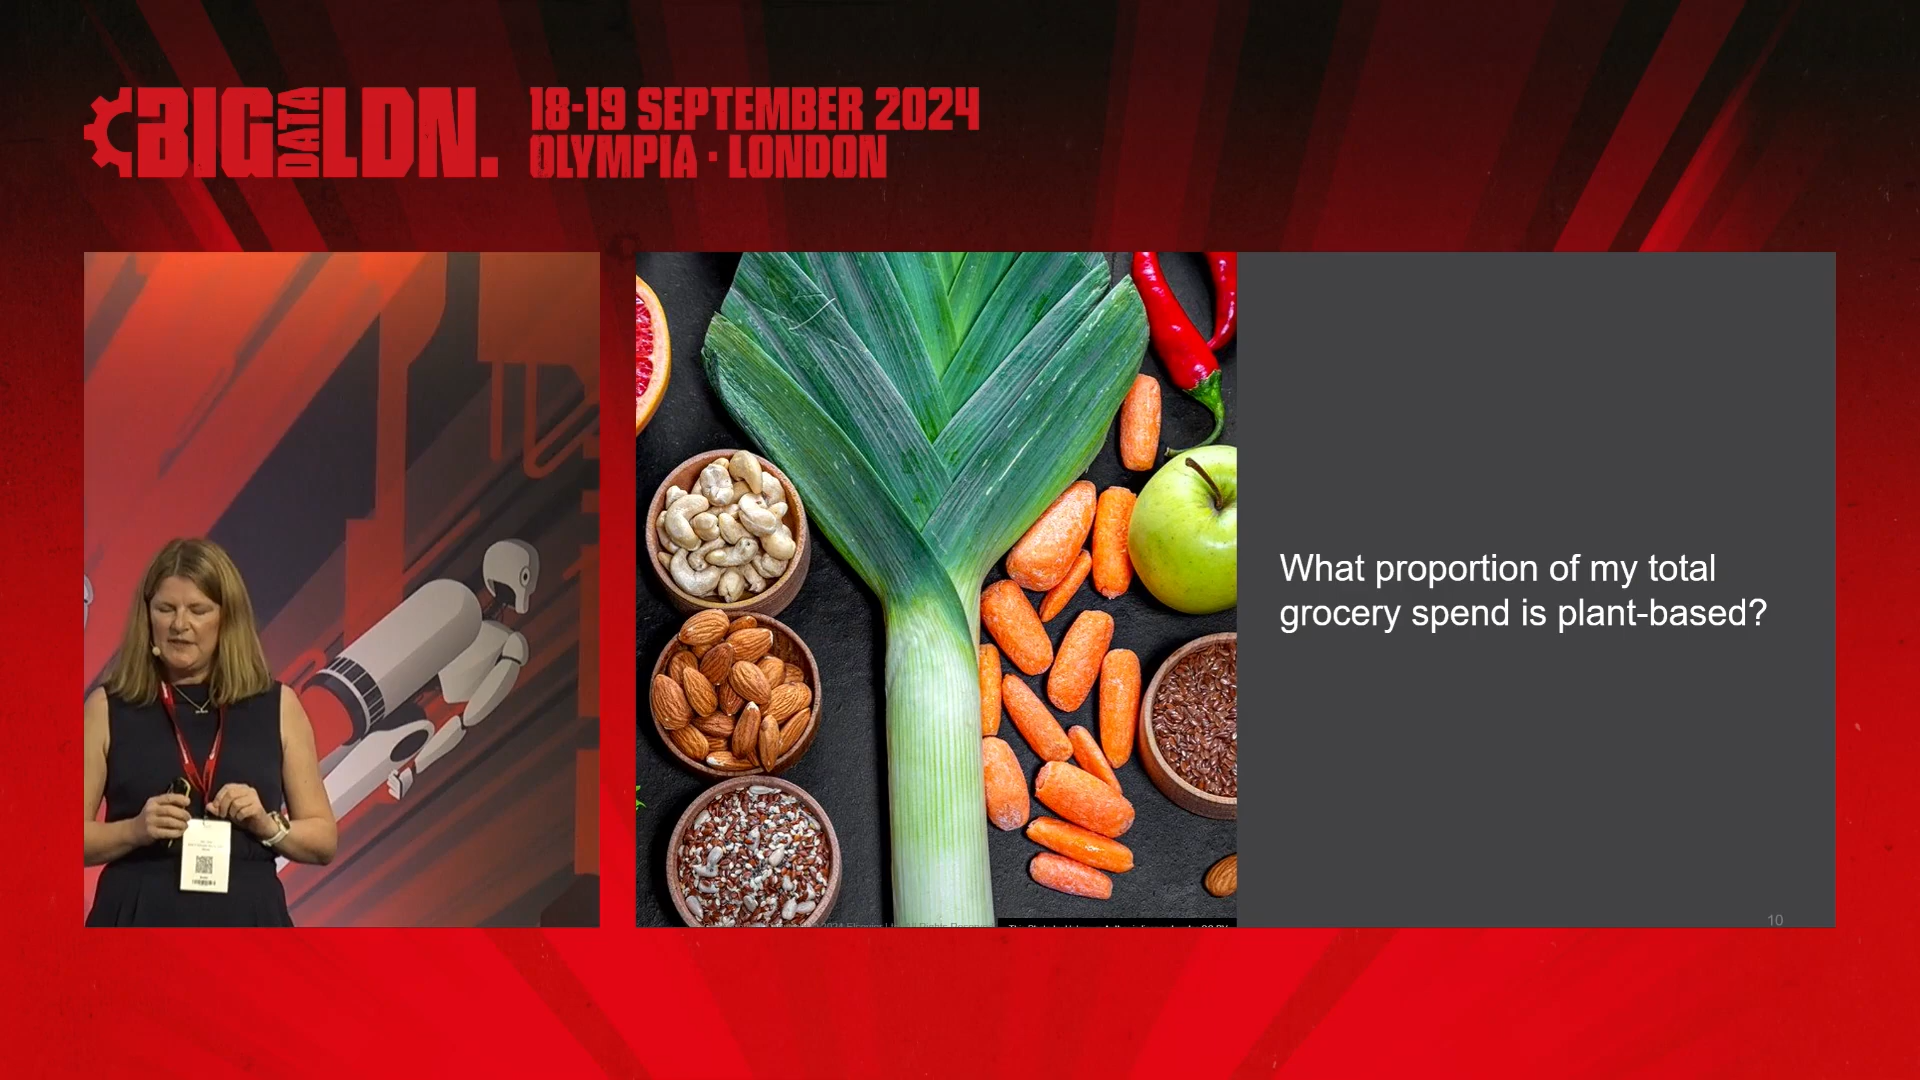 BIG DATA LDN.
18-19 SEPTEMBER 2024
OLYMPIA · LONDON
What proportion of my total
grocery spend is plant-based?
10